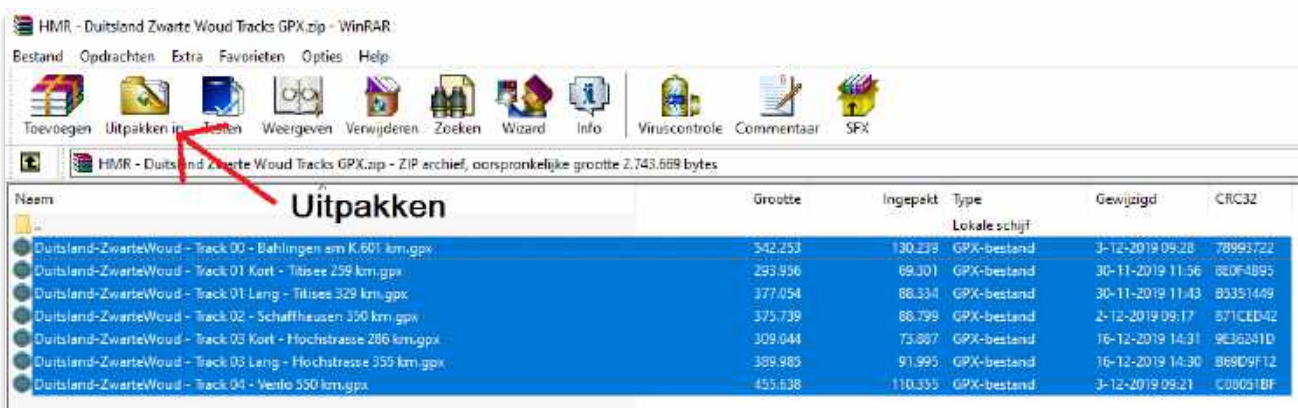 HMR - Duitsland Zwarte Woud Tracks GPX.zip - WinRAR
Bestand Opdrachten Extra Favorieten Opties Help
Toevoegen Uitpakken in Testen Weergeven Verwijderen Zoeken Wizard Info Viruscontrole Commentaar SFX
HMR - Duitsland Zwarte Woud Tracks GPX.zip - ZIP archief, oorspronkelijke grootte 2.743.669 bytes
Uitpakken
Naam Grootte Ingepakt Type Gewijzigd CRC32
.. Lokale schijf
Duitsland-ZwarteWoud - Track 00 - Bahlingen am K.601 km.gpx 542.253 130.239 GPX-bestand 3-12-2019 09:28 78993722
Duitsland-ZwarteWoud - Track 01 Kort - Titisee 259 km.gpx 293.956 69.301 GPX-bestand 30-11-2019 11:56 8E0F4B95
Duitsland-ZwarteWoud - Track 01 Lang - Titisee 329 km.gpx 377.054 88.334 GPX-bestand 30-11-2019 11:43 B5351449
Duitsland-ZwarteWoud - Track 02 - Schaffhausen 350 km.gpx 375.739 88.799 GPX-bestand 2-12-2019 09:17 871CED42
Duitsland-ZwarteWoud - Track 03 Kort - Hochstrasse 286 km.gpx 309.044 73.887 GPX-bestand 16-12-2019 14:31 9E36241D
Duitsland-ZwarteWoud - Track 03 Lang - Hochstrasse 355 km.gpx 389.985 91.995 GPX-bestand 16-12-2019 14:30 B69D9F12
Duitsland-ZwarteWoud - Track 04 - Venlo 550 km.gpx 455.638 110.355 GPX-bestand 3-12-2019 09:21 C08051BF